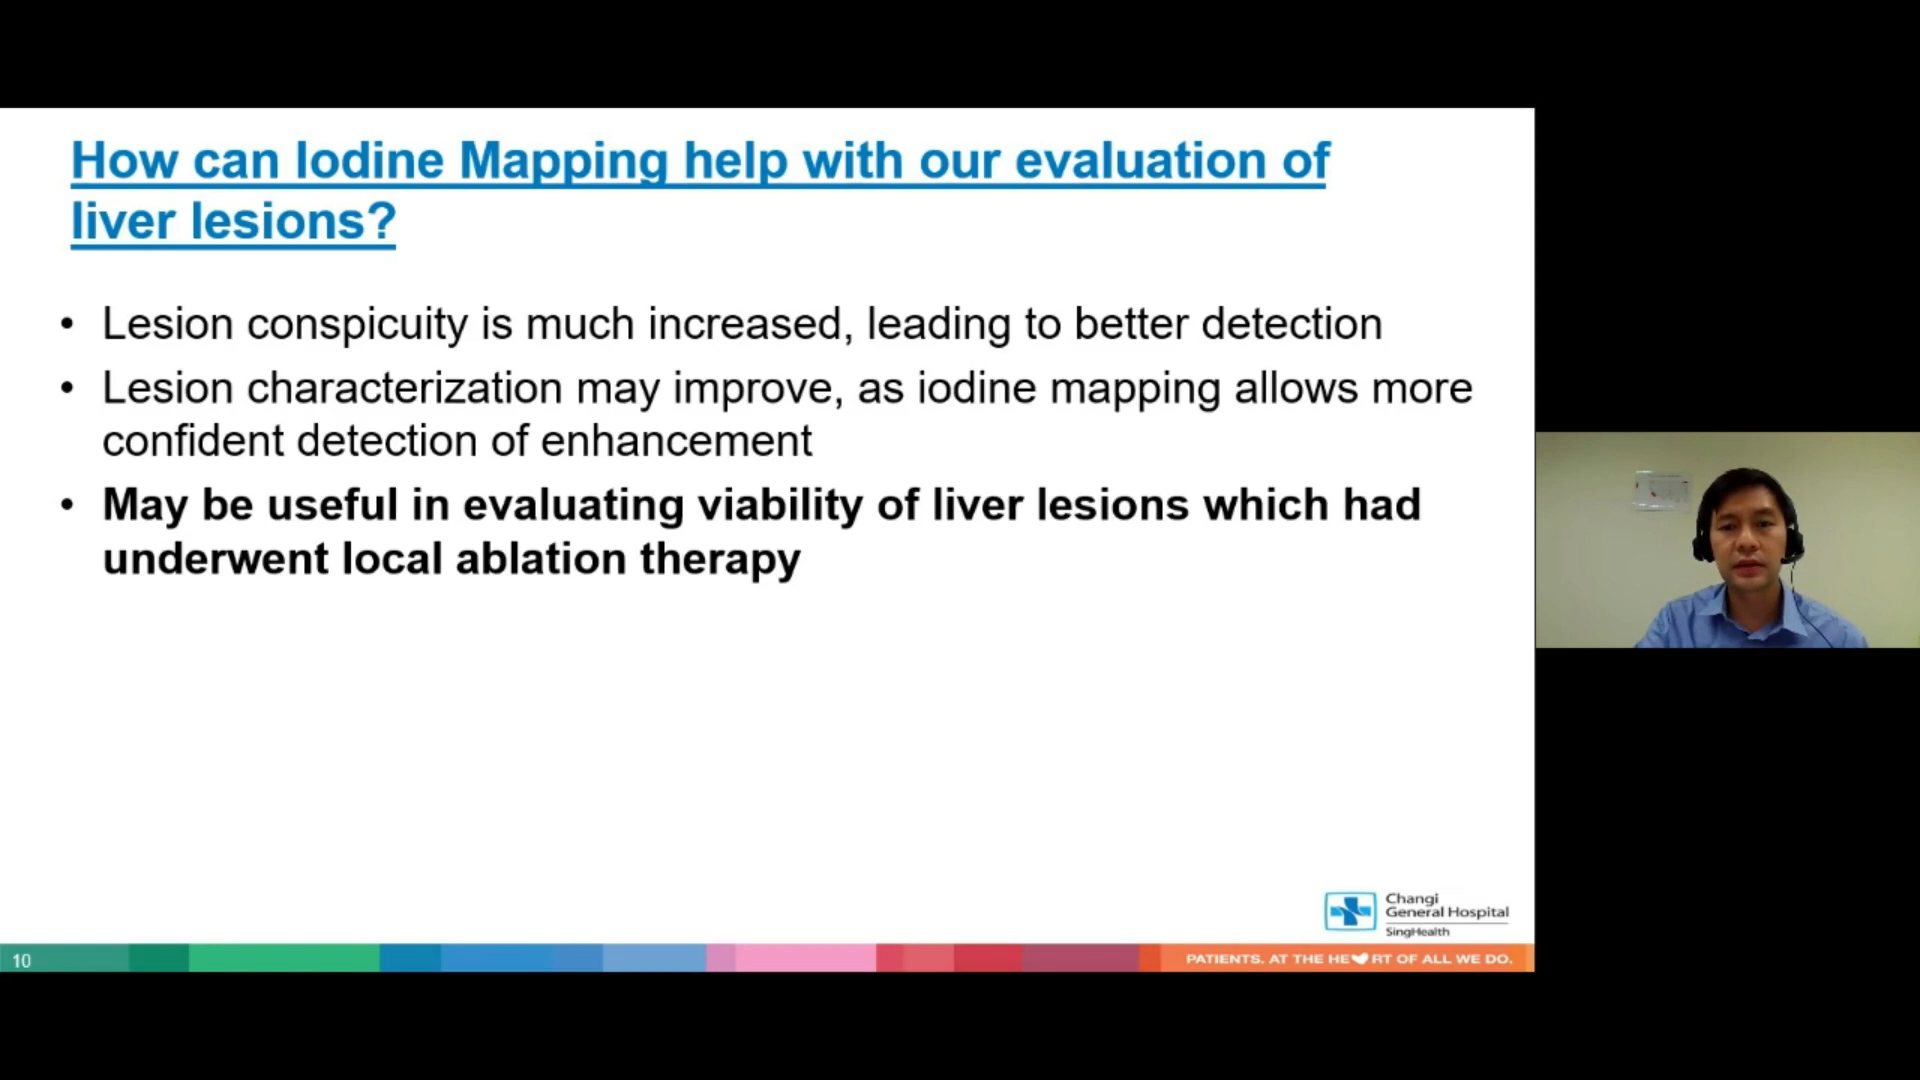 How can Iodine Mapping help with our evaluation of
liver lesions?
• Lesion conspicuity is much increased, leading to better detection
• Lesion characterization may improve, as iodine mapping allows more
confident detection of enhancement
• May be useful in evaluating viability of liver lesions which had
underwent local ablation therapy
Changi
General Hospital
SingHealth
10
PATIENTS. AT THE HE♥RT OF ALL WE DO.